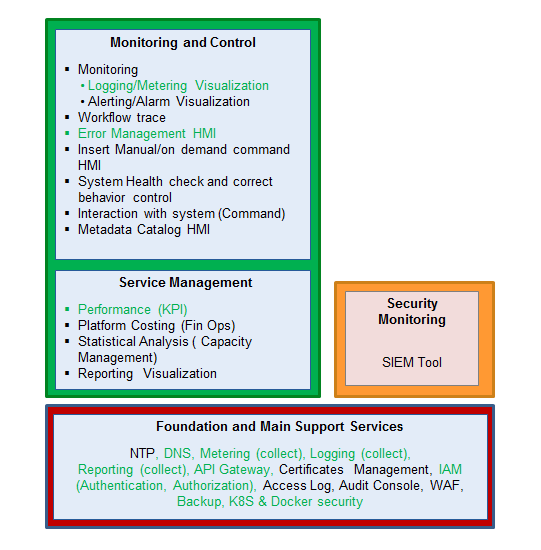 Monitoring and Control
▪ Monitoring
• Logging/Metering Visualization
• Alerting/Alarm Visualization
▪ Workflow trace
▪ Error Management HMI
▪ Insert Manual/on demand command
HMI
▪ System Health check and correct
behavior control
▪ Interaction with system (Command)
▪ Metadata Catalog HMI
Service Management
▪ Performance (KPI)
▪ Platform Costing (Fin Ops)
▪ Statistical Analysis ( Capacity
Management)
▪ Reporting Visualization
Security
Monitoring
SIEM Tool
Foundation and Main Support Services
NTP, DNS, Metering (collect), Logging (collect),
Reporting (collect), API Gateway, Certificates Management, IAM
(Authentication, Authorization), Access Log, Audit Console, WAF,
Backup, K8S & Docker security